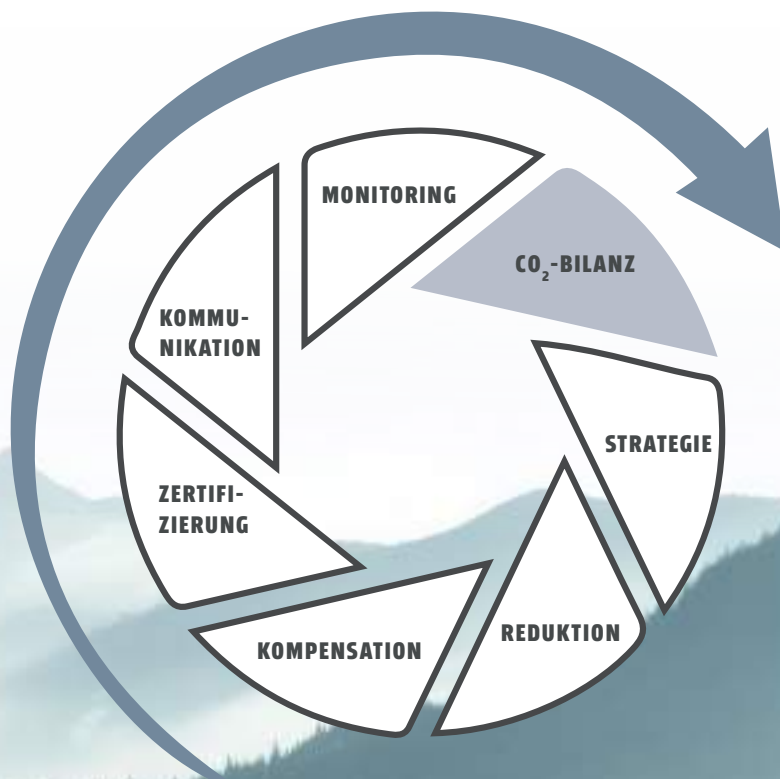 MONITORING
CO₂-BILANZ
STRATEGIE
REDUKTION
KOMPENSATION
ZERTIFI-
ZIERUNG
KOMMU-
NIKATION